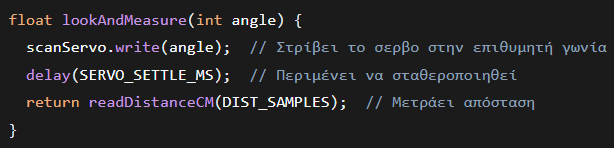 float lookAndMeasure(int angle) {
  scanServo.write(angle);  // Στρίβει το σερβο στην επιθυμητή γωνία
  delay(SERVO_SETTLE_MS);  // Περιμένει να σταθεροποιηθεί
  return readDistanceCM(DIST_SAMPLES);  // Μετράει απόσταση
}